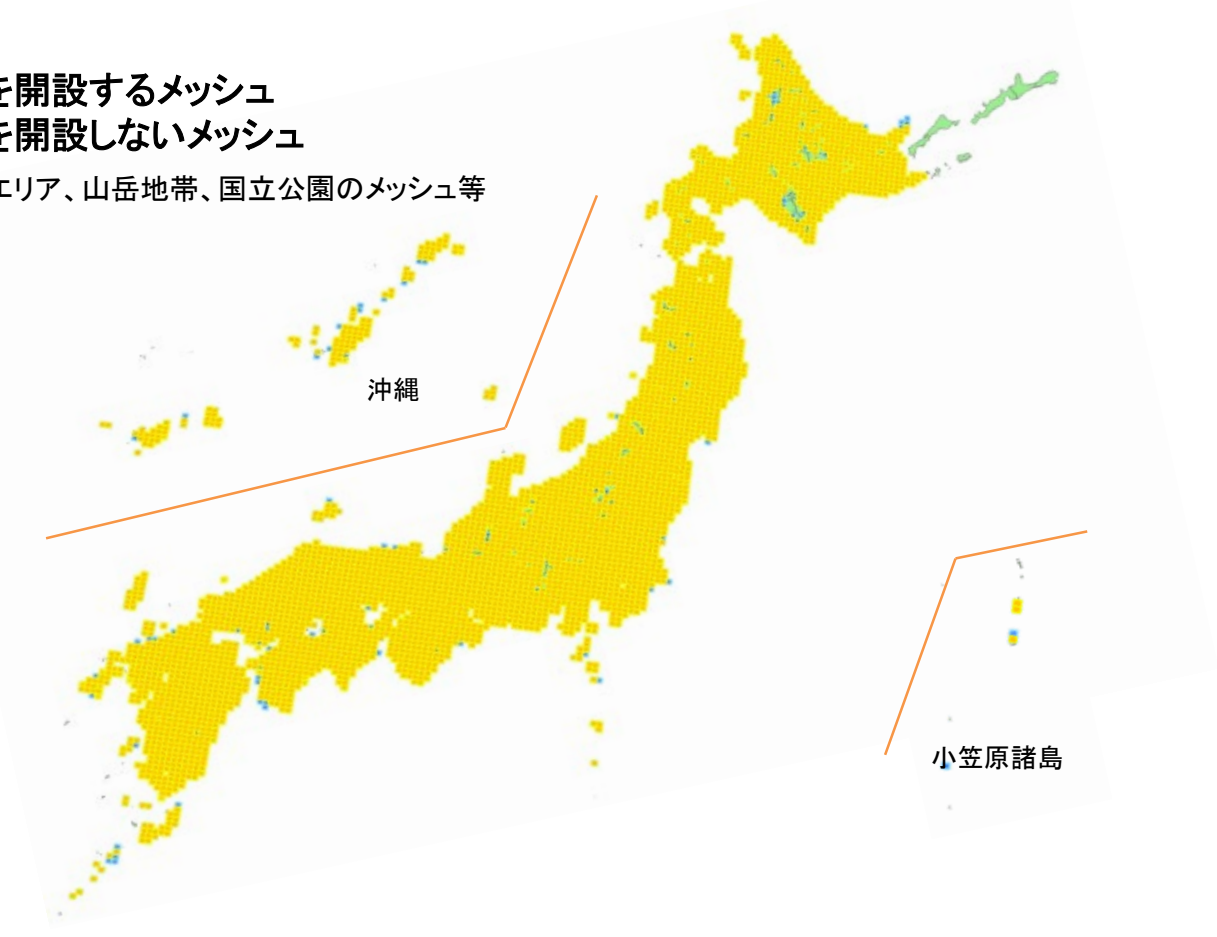 を開設するメッシュ
を開設しないメッシュ
エリア、山岳地帯、国立公園のメッシュ等
沖縄
小笠原諸島